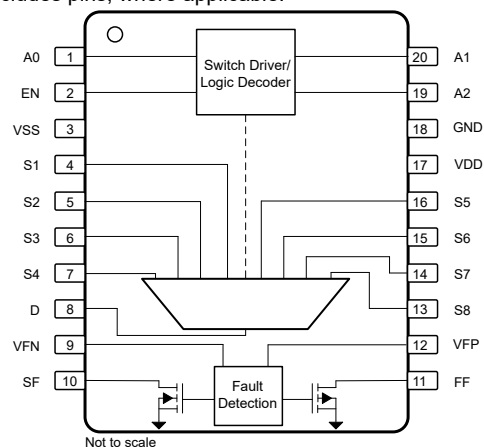 cludes pins, where applicable.
A0 1
EN 2
VSS 3
S1 4
S2 5
S3 6
S4 7
D 8
VFN 9
SF 10
Switch Driver/
Logic Decoder
Fault
Detection
20 A1
19 A2
18 GND
17 VDD
16 S5
15 S6
14 S7
13 S8
12 VFP
11 FF
Not to scale